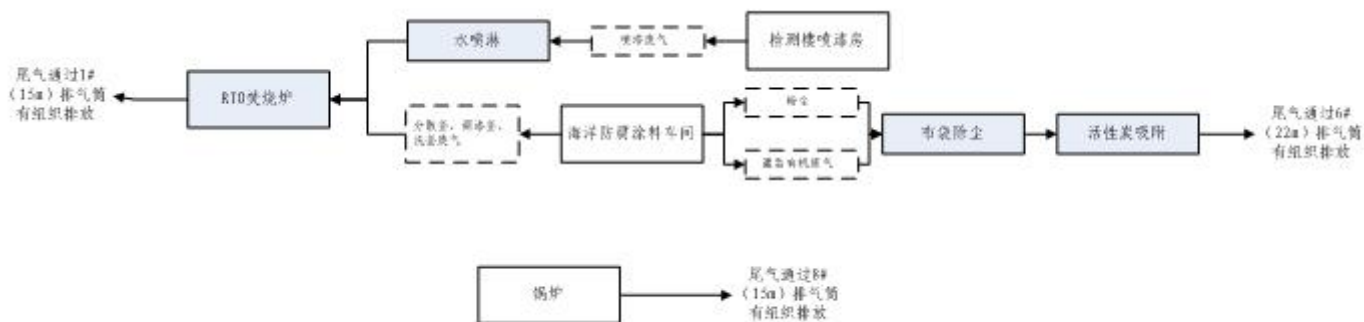 水喷淋
喷漆废气
检测楼喷漆房
尾气通过1#
（15m）排气筒
有组织排放
RTO焚烧炉
分散釜、调漆釜、
洗釜废气
海洋防腐涂料车间
粉尘
逸散有机废气
布袋除尘
活性炭吸附
尾气通过6#
（22m）排气筒
有组织排放
锅炉
尾气通过8#
（15m）排气筒
有组织排放